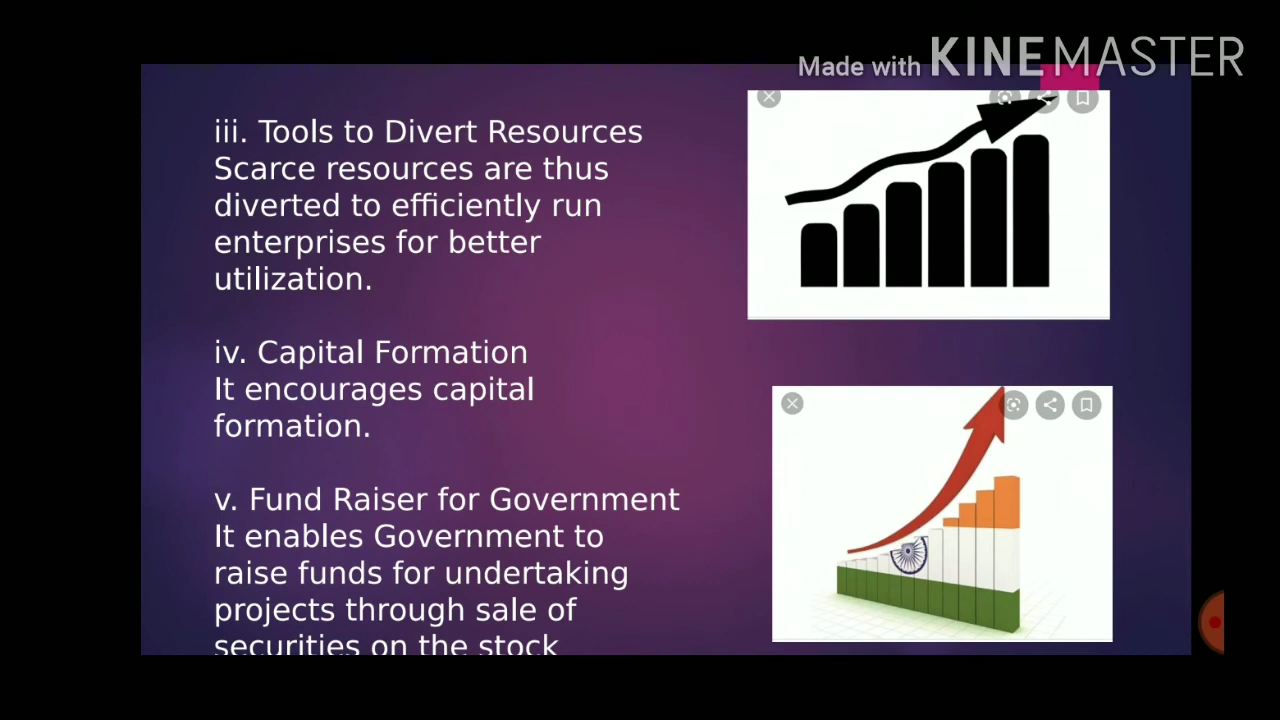 Made with KINEMASTER
iii. Tools to Divert Resources
Scarce resources are thus
diverted to efficiently run
enterprises for better
utilization.
iv. Capital Formation
It encourages capital
formation.
v. Fund Raiser for Government
It enables Government to
raise funds for undertaking
projects through sale of
securities on the stock